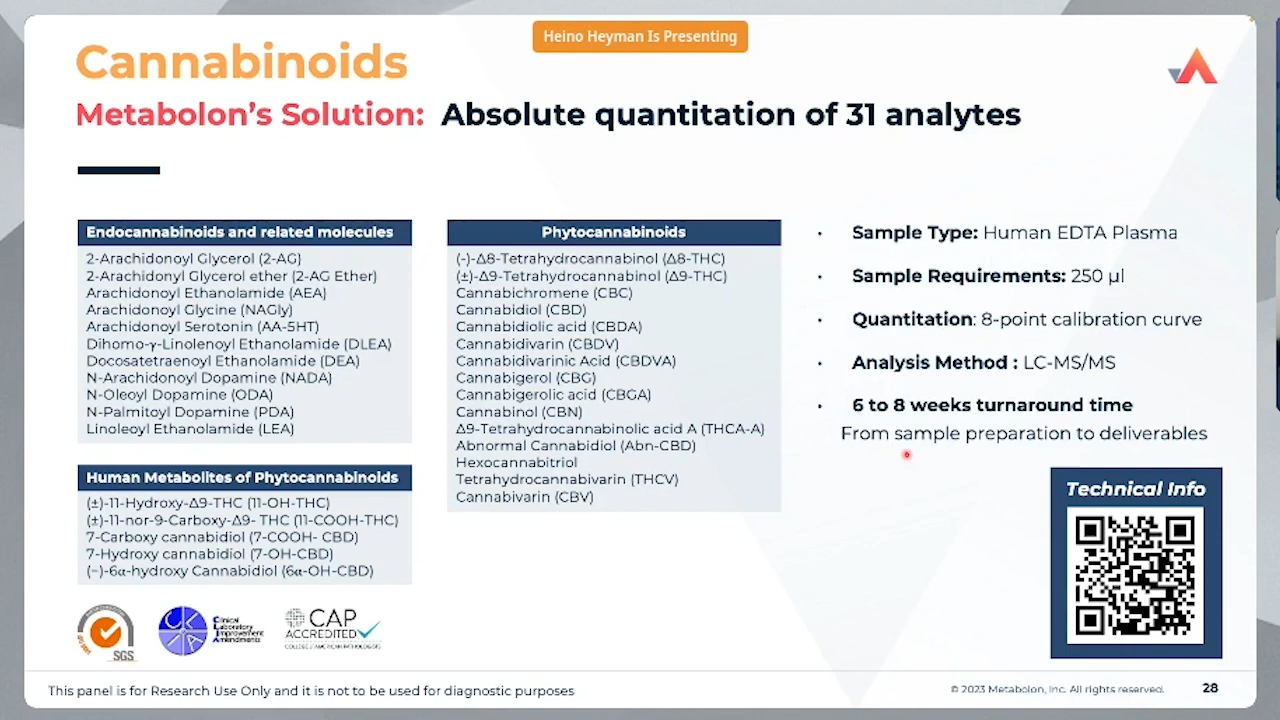 Heino Heyman Is Presenting
Cannabinoids
Metabolon's Solution: Absolute quantitation of 31 analytes
Endocannabinoids and related molecules
2-Arachidonoyl Glycerol (2-AG)
2-Arachidonyl Glycerol ether (2-AG Ether)
Arachidonoyl Ethanolamide (AEA)
Arachidonoyl Glycine (NAGly)
Arachidonoyl Serotonin (AA-5HT)
Dihomo-γ-Linolenoyl Ethanolamide (DLEA)
Docosatetraenoyl Ethanolamide (DEA)
N-Arachidonoyl Dopamine (NADA)
N-Oleoyl Dopamine (ODA)
N-Palmitoyl Dopamine (PDA)
Linoleoyl Ethanolamide (LEA)
Human Metabolites of Phytocannabinoids
(±)-11-Hydroxy-Δ9-THC (11-OH-THC)
(±)-11-nor-9-Carboxy-Δ9- THC (11-COOH-THC)
7-Carboxy cannabidiol (7-COOH- CBD)
7-Hydroxy cannabidiol (7-OH-CBD)
(−)-6α-hydroxy Cannabidiol (6α-OH-CBD)
Phytocannabinoids
(-)-Δ8-Tetrahydrocannabinol (Δ8-THC)
(±)-Δ9-Tetrahydrocannabinol (Δ9-THC)
Cannabichromene (CBC)
Cannabidiol (CBD)
Cannabidiolic acid (CBDA)
Cannabidivarin (CBDV)
Cannabidivarinic Acid (CBDVA)
Cannabigerol (CBG)
Cannabigerolic acid (CBGA)
Cannabinol (CBN)
Δ9-Tetrahydrocannabinolic acid A (THCA-A)
Abnormal Cannabidiol (Abn-CBD)
Hexocannabitriol
Tetrahydrocannabivarin (THCV)
Cannabivarin (CBV)
• Sample Type: Human EDTA Plasma
• Sample Requirements: 250 µl
• Quantitation: 8-point calibration curve
• Analysis Method : LC-MS/MS
• 6 to 8 weeks turnaround time
From sample preparation to deliverables
Technical Info
SGS
Clinical
Laboratory
Improvement
Amendments
CAP
ACCREDITED
COLLEGE of AMERICAN PATHOLOGISTS
This panel is for Research Use Only and it is not to be used for diagnostic purposes
© 2023 Metabolon, Inc. All rights reserved.
28